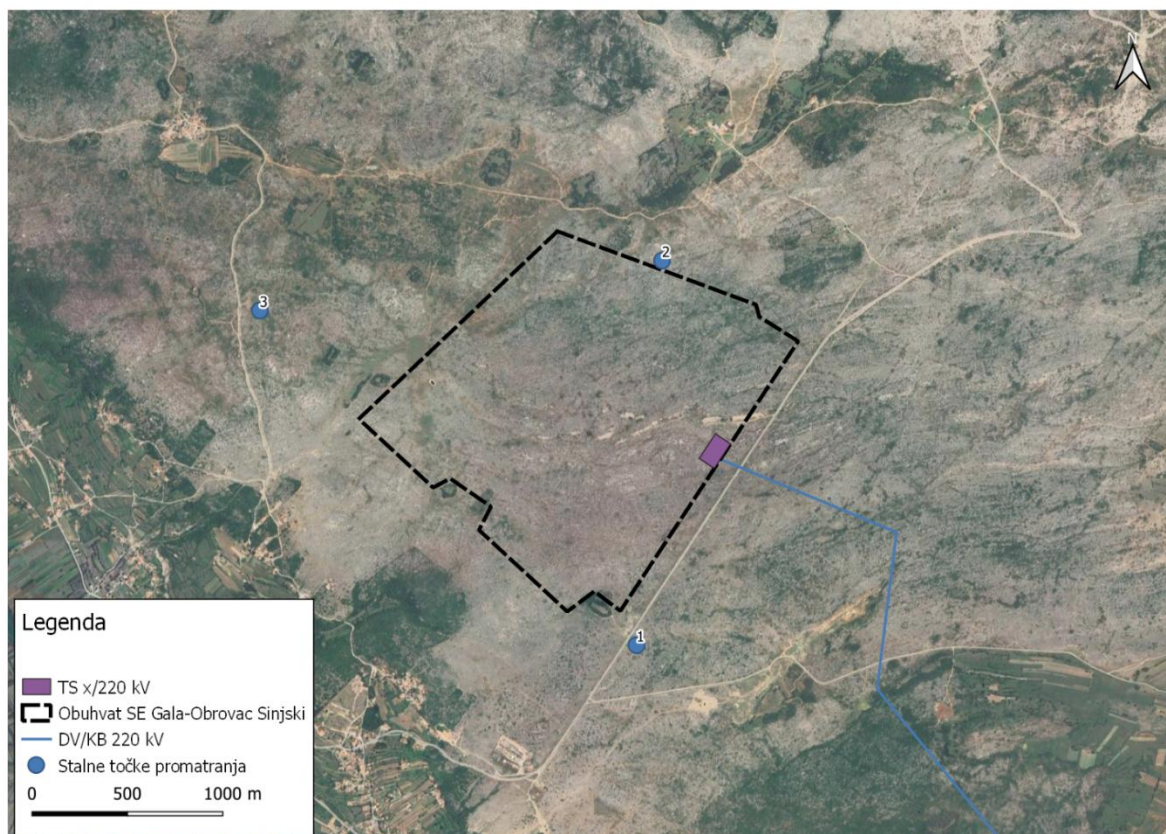 N
2
3
1
Legenda
TS x/220 kV
Obuhvat SE Gala-Obrovac Sinjski
DV/KB 220 kV
Stalne točke promatranja
0 500 1000 m